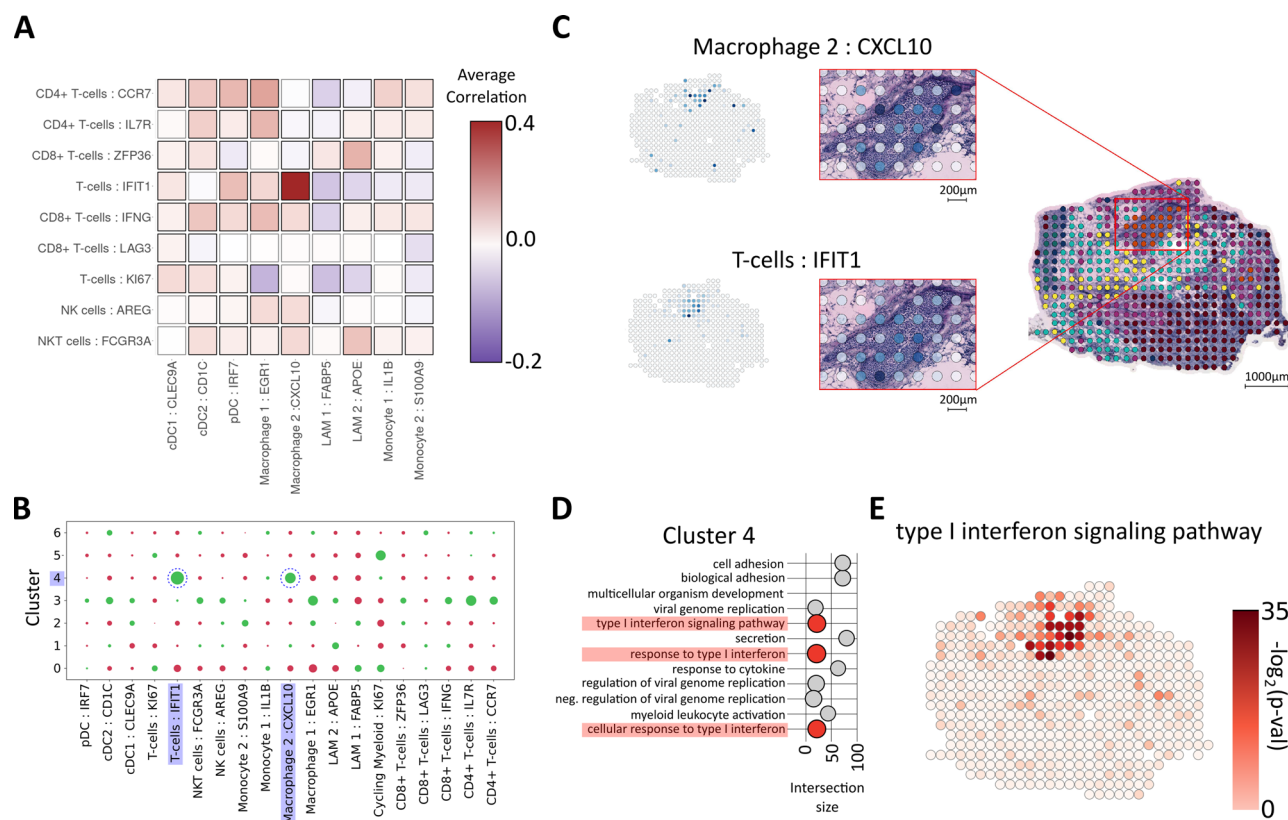 A
CD4+ T-cells : CCR7
CD4+ T-cells : IL7R
CD8+ T-cells : ZFP36
T-cells : IFIT1
CD8+ T-cells : IFNG
CD8+ T-cells : LAG3
T-cells : KI67
NK cells : AREG
NKT cells : FCGR3A
cDC1 : CLEC9A
cDC2 : CD1C
pDC : IRF7
Macrophage 1 : EGR1
Macrophage 2 :CXCL10
LAM 1 : FABP5
LAM 2 : APOE
Monocyte 1 : IL1B
Monocyte 2 : S100A9
Average
Correlation
0.4
0.0
-0.2
C
Macrophage 2 : CXCL10
200µm
T-cells : IFIT1
200µm
1000µm
B
Cluster
6
5
4
3
2
1
0
pDC : IRF7
cDC2 : CD1C
cDC1 : CLEC9A
T-cells : KI67
T-cells : IFIT1
NKT cells : FCGR3A
NK cells : AREG
Monocyte 2 : S100A9
Monocyte 1 : IL1B
Macrophage 2 :CXCL10
Macrophage 1 : EGR1
LAM 2 : APOE
LAM 1 : FABP5
Cycling Myeloid : KI67
CD8+ T-cells : ZFP36
CD8+ T-cells : LAG3
CD8+ T-cells : IFNG
CD4+ T-cells : IL7R
CD4+ T-cells : CCR7
D
Cluster 4
cell adhesion
biological adhesion
multicellular organism development
viral genome replication
type I interferon signaling pathway
secretion
response to type I interferon
response to cytokine
regulation of viral genome replication
neg. regulation of viral genome replication
myeloid leukocyte activation
cellular response to type I interferon
0
50
100
Intersection
size
E
type I interferon signaling pathway
35
-log2 (p-val)
0